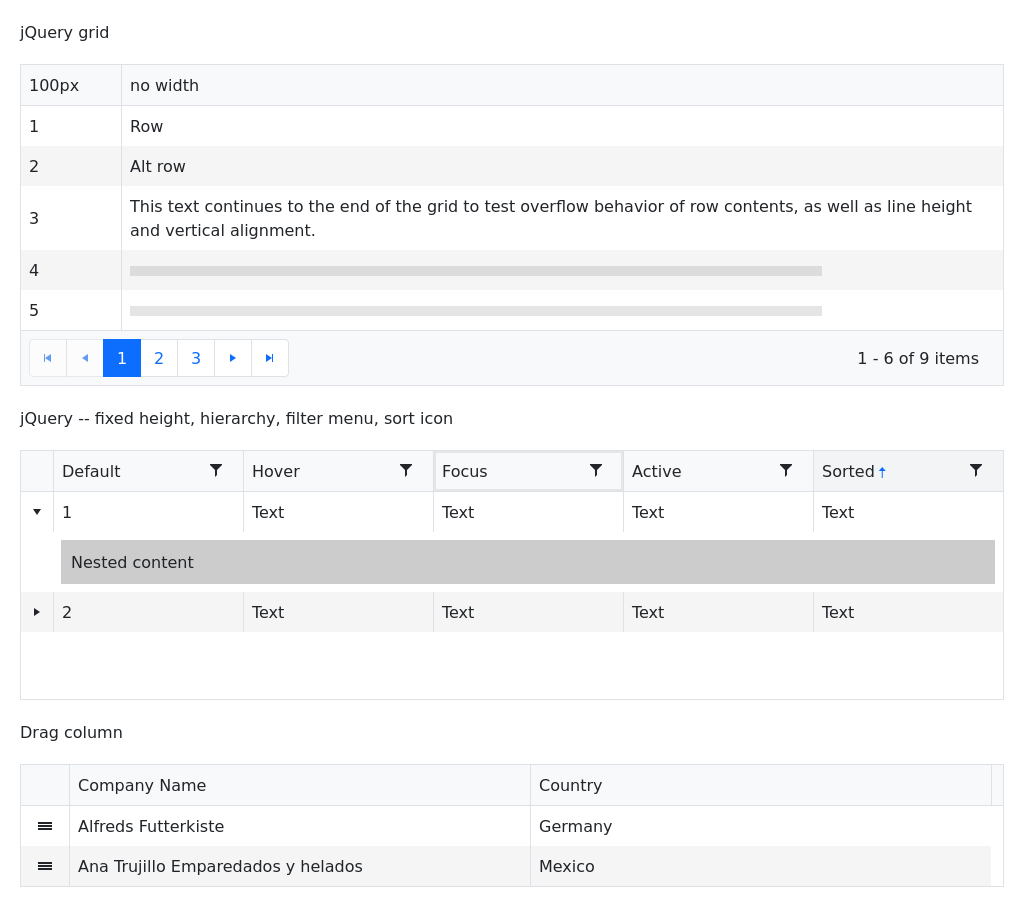 jQuery grid
100px no width
1 Row
2 Alt row
3 This text continues to the end of the grid to test overflow behavior of row contents, as well as line height
and vertical alignment.
4
5
1 2 3 1 - 6 of 9 items
jQuery -- fixed height, hierarchy, filter menu, sort icon
Default Hover Focus Active Sorted
1 Text Text Text Text
Nested content
2 Text Text Text Text
Drag column
Company Name Country
Alfreds Futterkiste Germany
Ana Trujillo Emparedados y helados Mexico